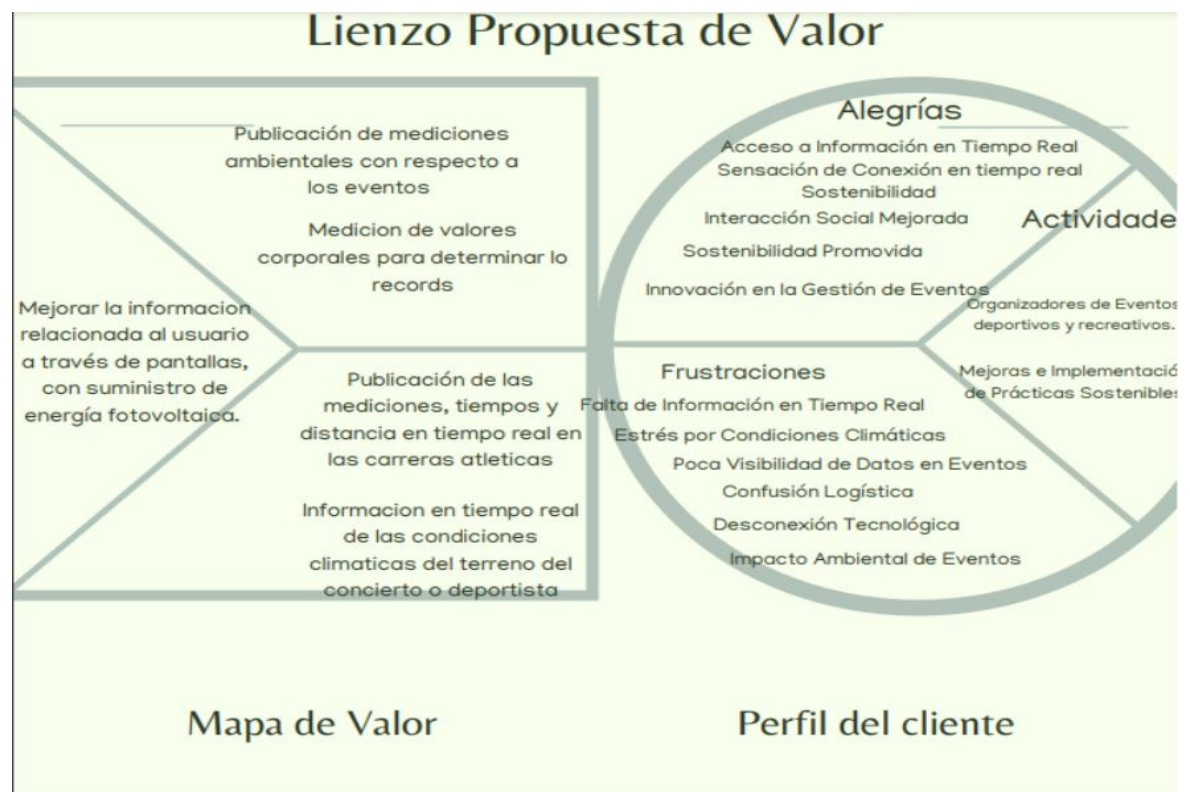 Lienzo Propuesta de Valor
Mejorar la informacion
relacionada al usuario
a través de pantallas,
con suministro de
energía fotovoltaica.
Publicación de mediciones
ambientales con respecto a
los eventos
Medicion de valores
corporales para determinar lo
records
Publicación de las
mediciones, tiempos y
distancia en tiempo real en
las carreras atleticas
Informacion en tiempo real
de las condiciones
climaticas del terreno del
concierto o deportista
Alegrías
Acceso a Información en Tiempo Real
Sensación de Conexión en tiempo real
Sostenibilidad
Interacción Social Mejorada
Sostenibilidad Promovida
Innovación en la Gestión de Eventos
Actividade
Organizadores de Eventos
deportivos y recreativos.
Mejoras e Implementació
de Prácticas Sostenibles
Frustraciones
Falta de Información en Tiempo Real
Estrés por Condiciones Climáticas
Poca Visibilidad de Datos en Eventos
Confusión Logística
Desconexión Tecnológica
Impacto Ambiental de Eventos
Mapa de Valor
Perfil del cliente